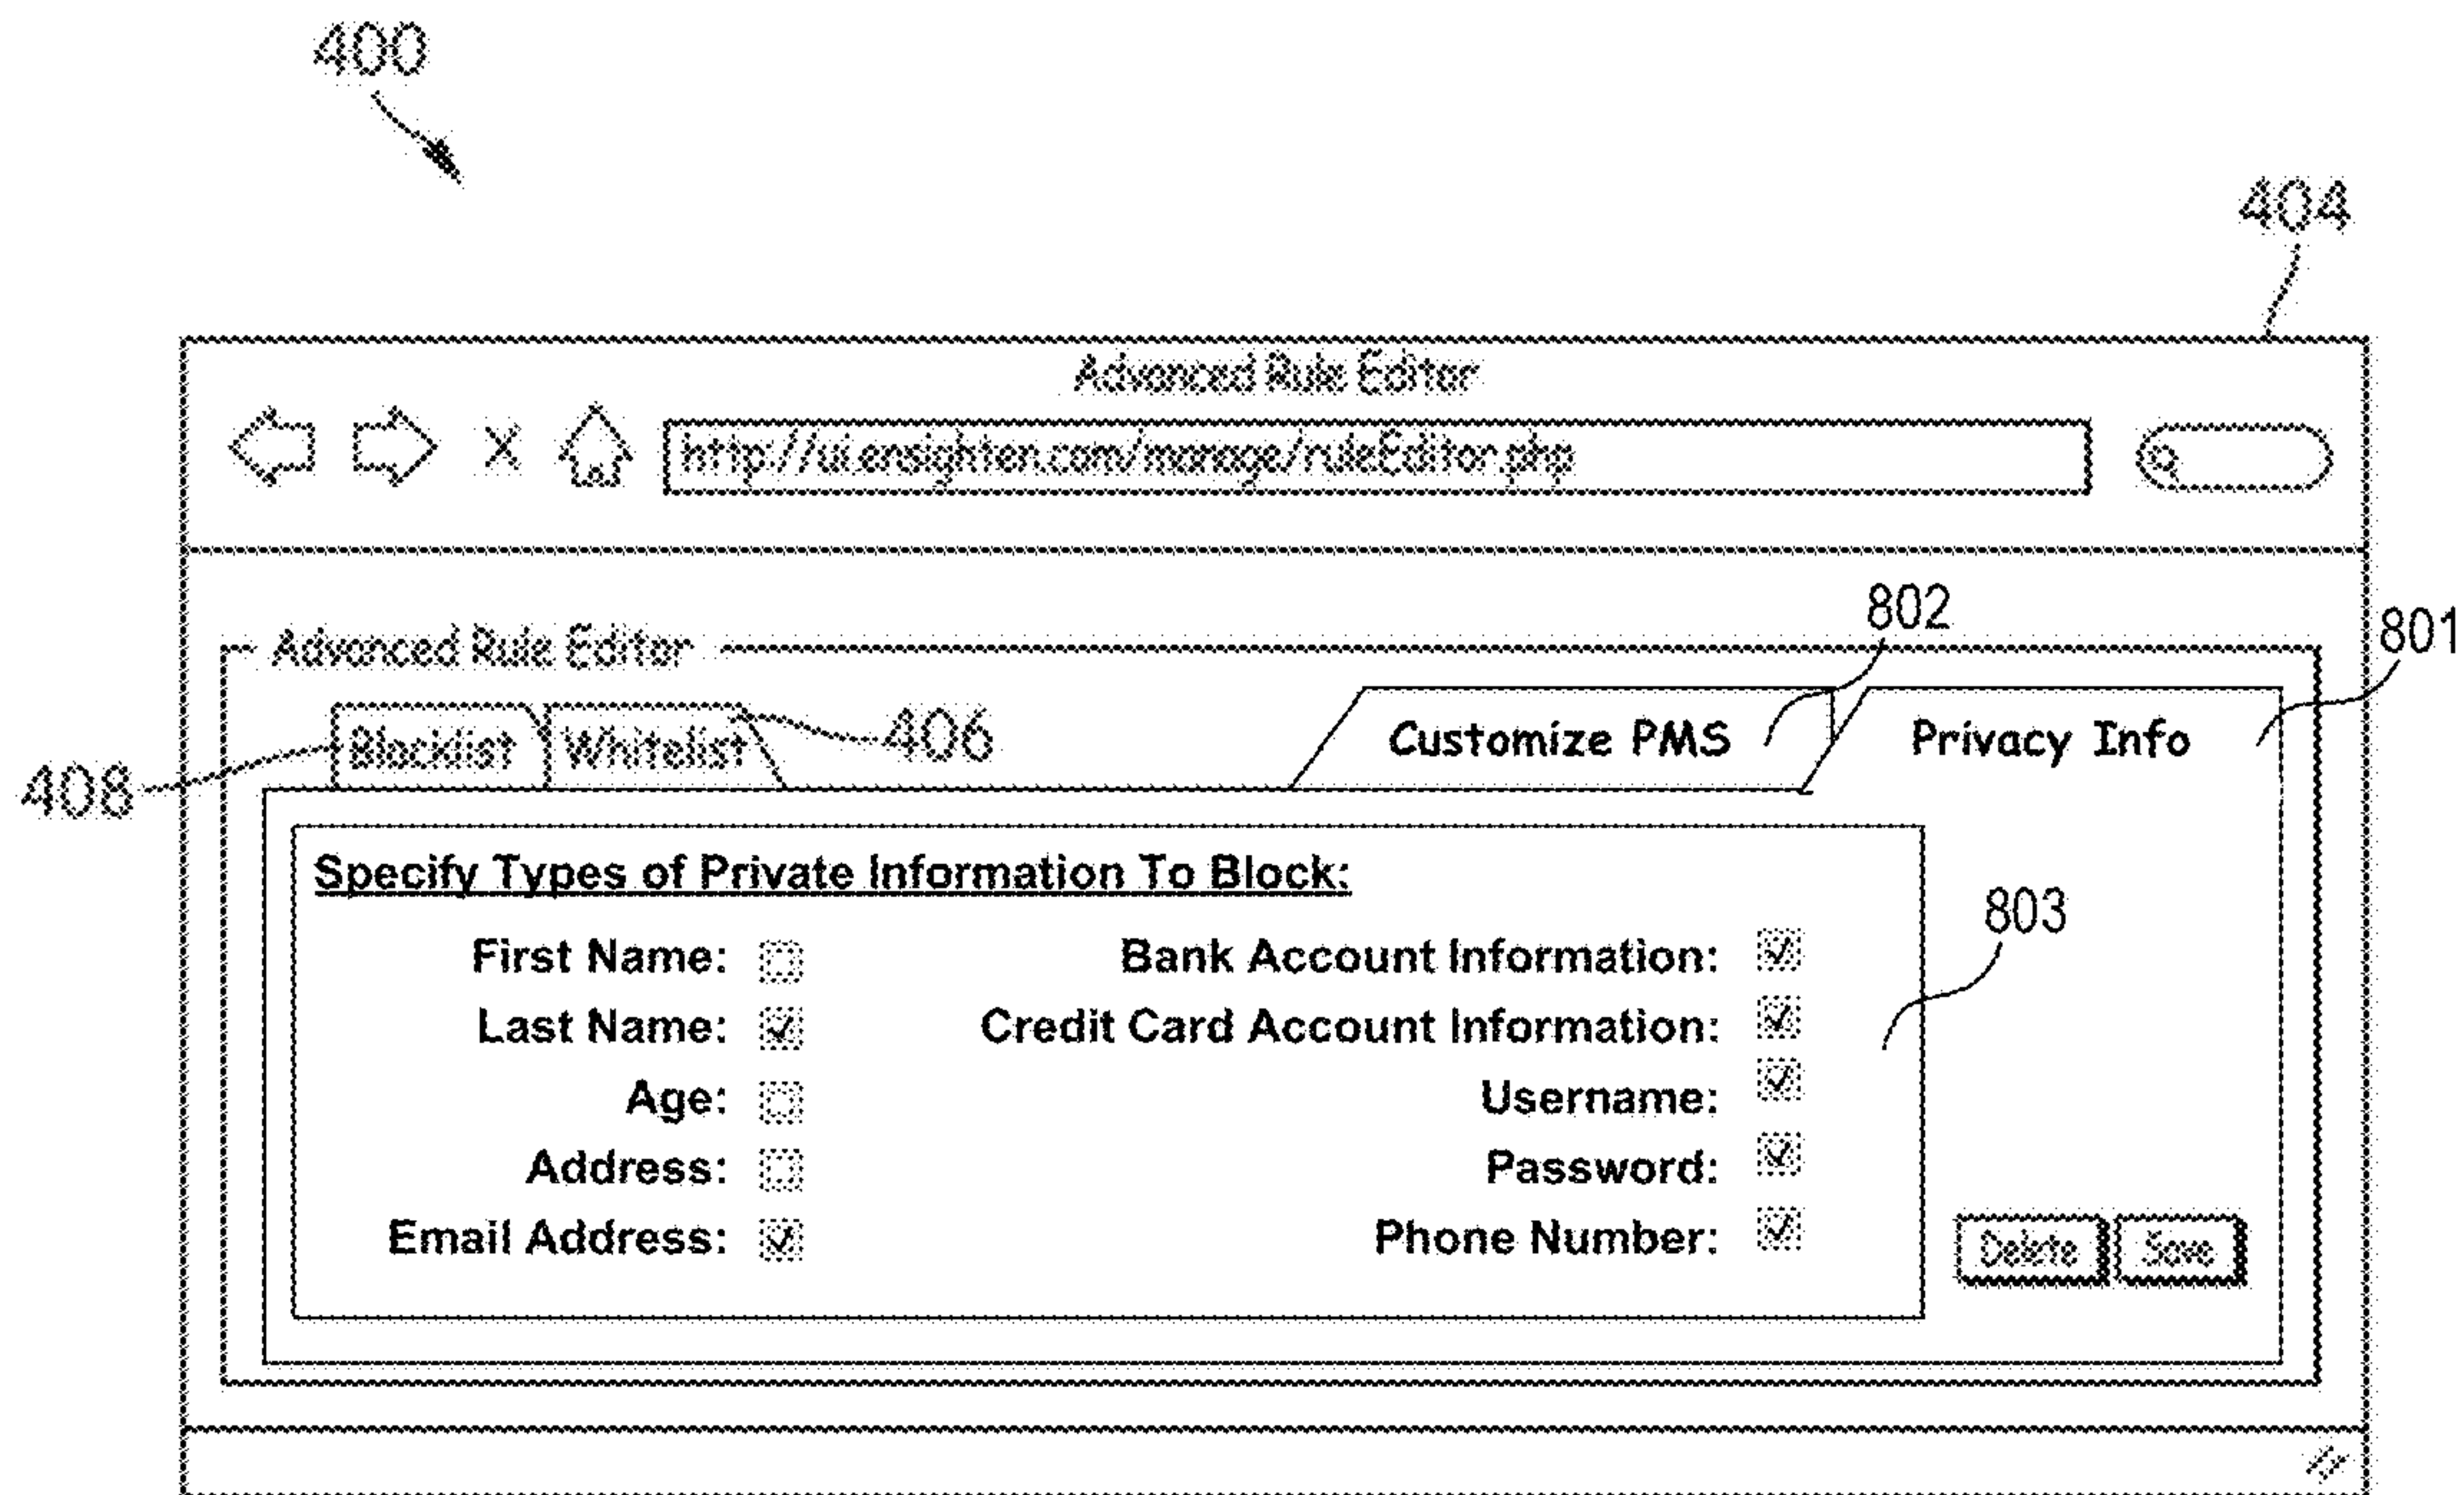 400
404
Advanced Rule Editor
X
http://ui.ensighten.com/manage/ruleEditor.php
802
801
Advanced Rule Editor
408
Blacklist
Whitelist
406
Customize PMS
Privacy Info
Specify Types of Private Information To Block:
803
First Name:
Last Name:
Age:
Address:
Email Address:
Bank Account Information:
Credit Card Account Information:
Username:
Password:
Phone Number:
Delete
Save